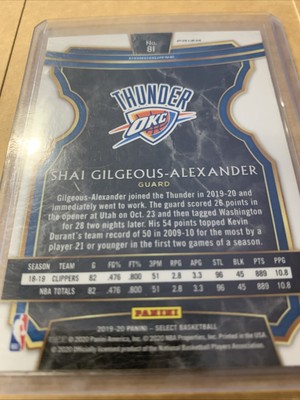 No.
81
THUNDER
OKC
SHAI GILGEOUS-ALEXANDER
GUARD
Gilgeous-Alexander joined the Thunder in 2019-20 and
immediately went to work. The guard scored 26 points in
the opener at Utah on Oct. 23 and then tagged Washington
for 28 two nights later. His 54 points topped Kevin
Durant's team record of 50 in 2009-10 for the most by a
player 21 or younger in the first two games of a season.
SEASON TEAM G FG% FT% 3PM RPG APG STL BLK PTS PPG
18-19 CLIPPERS 82 .476 .800 51 2.8 3.3 96 45 889 10.8
NBA TOTALS 82 .476 .800 51 2.8 3.3 96 45 889 10.8
PANINI
2019-20 PANINI - SELECT BASKETBALL
© 2020 Panini America, Inc. © 2020 NBA Properties, Inc. Printed in the USA.
© 2020 Officially licensed product of the National Basketball Players Association.